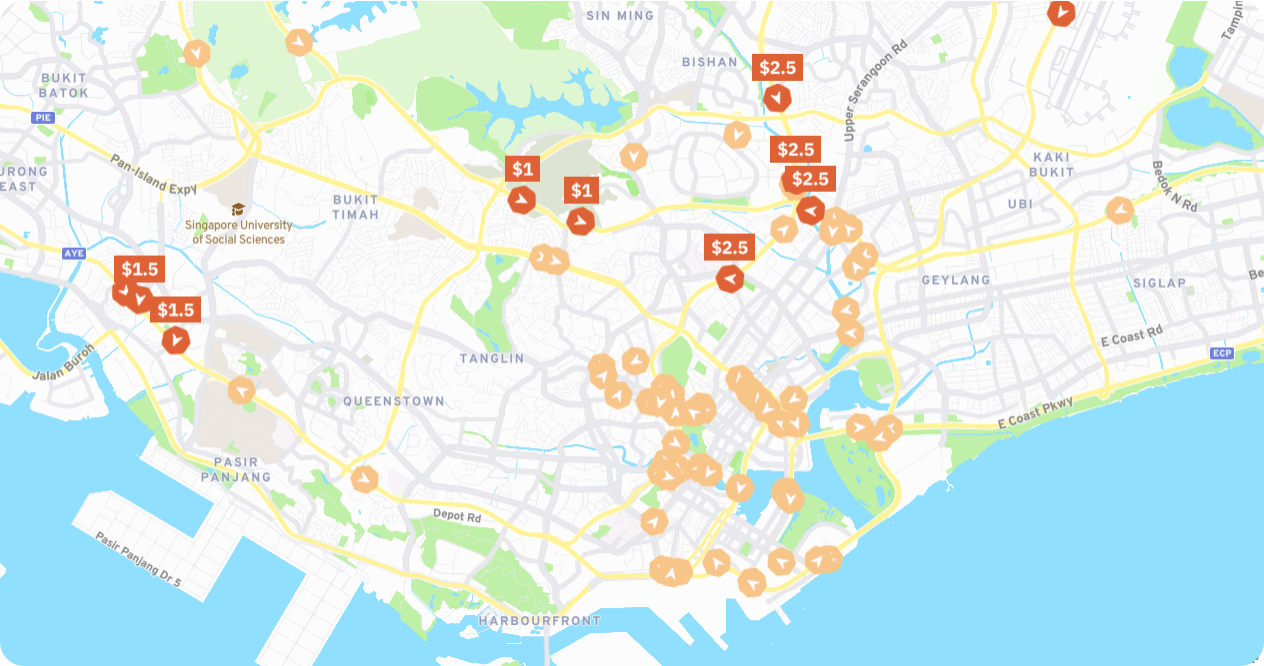 SIN MING
Tampin
BISHAN
Upper Serangoon Rd
$2.5
BUKIT
BATOK
PIE
$2.5
KAKI
BUKIT
Pan-Island Expy
$1
$2.5
Bedok N Rd
URONG
EAST
$1
BUKIT
TIMAH
UBI
Singapore University
of Social Sciences
$2.5
AYE
$1.5
GEYLANG
SIGLAP
Be
$1.5
E Coast Rd
ECP
Jalan Buroh
TANGLIN
QUEENSTOWN
E Coast Pkwy
PASIR
PANJANG
Depot Rd
Pasir Panjang Dr 5
HARBOURFRONT